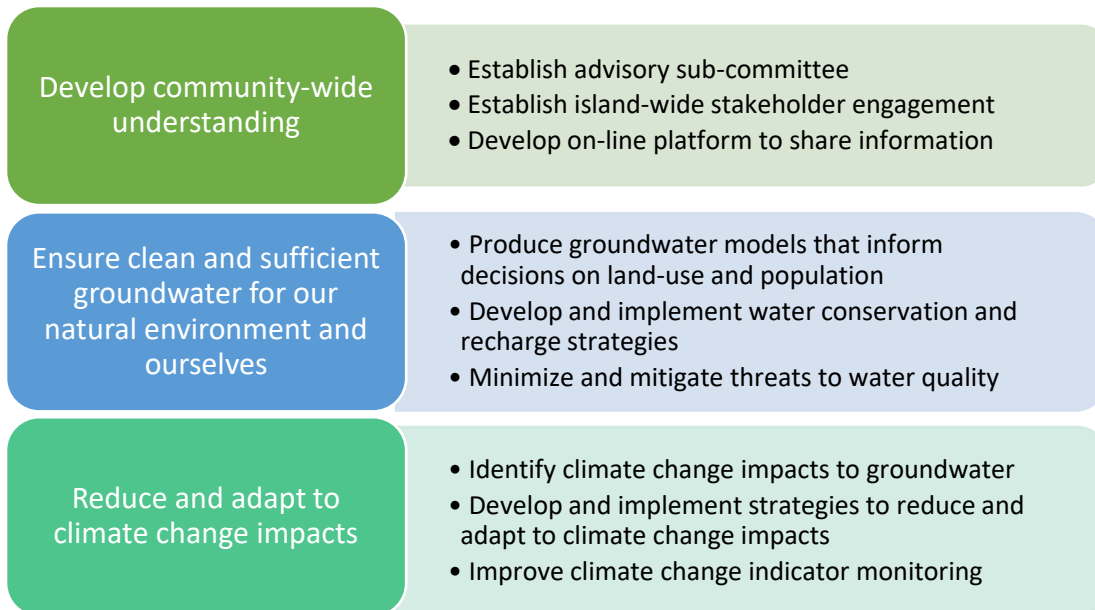 Develop community-wide
understanding
• Establish advisory sub-committee
• Establish island-wide stakeholder engagement
• Develop on-line platform to share information
Ensure clean and sufficient
groundwater for our
natural environment and
ourselves
• Produce groundwater models that inform
decisions on land-use and population
• Develop and implement water conservation and
recharge strategies
• Minimize and mitigate threats to water quality
Reduce and adapt to
climate change impacts
• Identify climate change impacts to groundwater
• Develop and implement strategies to reduce and
adapt to climate change impacts
• Improve climate change indicator monitoring